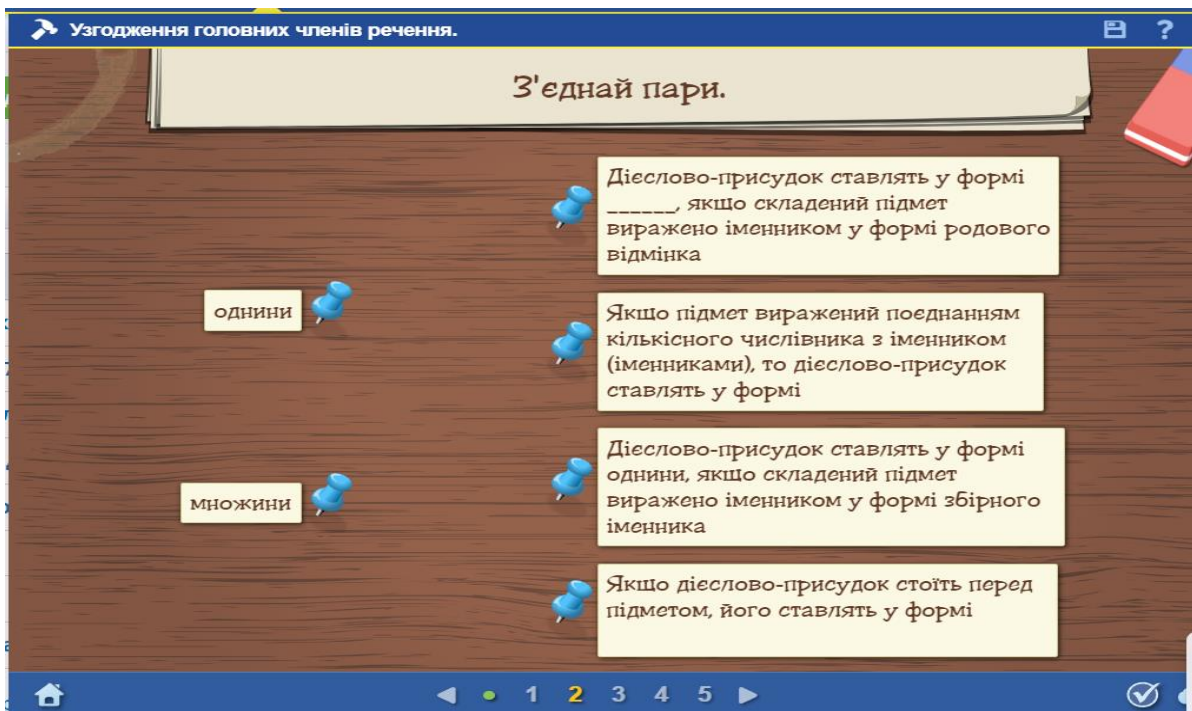 Узгодження головних членів речення.
?
З'єднай пари.
Дієслово-присудок ставлять у формі
______, якщо складений підмет
виражено іменником у формі родового
відмінка
однини
Якщо підмет виражений поєднанням
кількісного числівника з іменником
(іменниками), то дієслово-присудок
ставлять у формі
Дієслово-присудок ставлять у формі
однини, якщо складений підмет
виражено іменником у формі збірного
іменника
множини
Якщо дієслово-присудок стоїть перед
підметом, його ставлять у формі
1 2 3 4 5